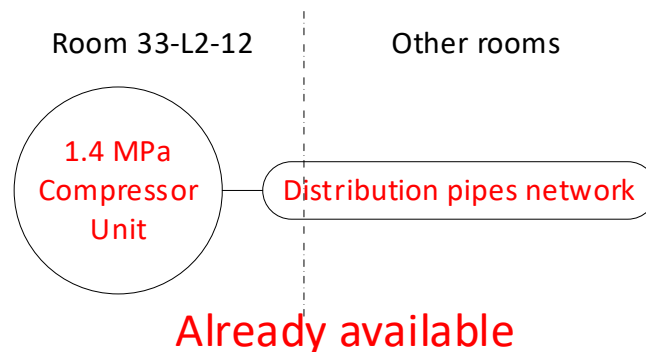 Room 33-L2-12
Other rooms
1.4 MPa
Compressor
Unit
Distribution pipes network
Already available